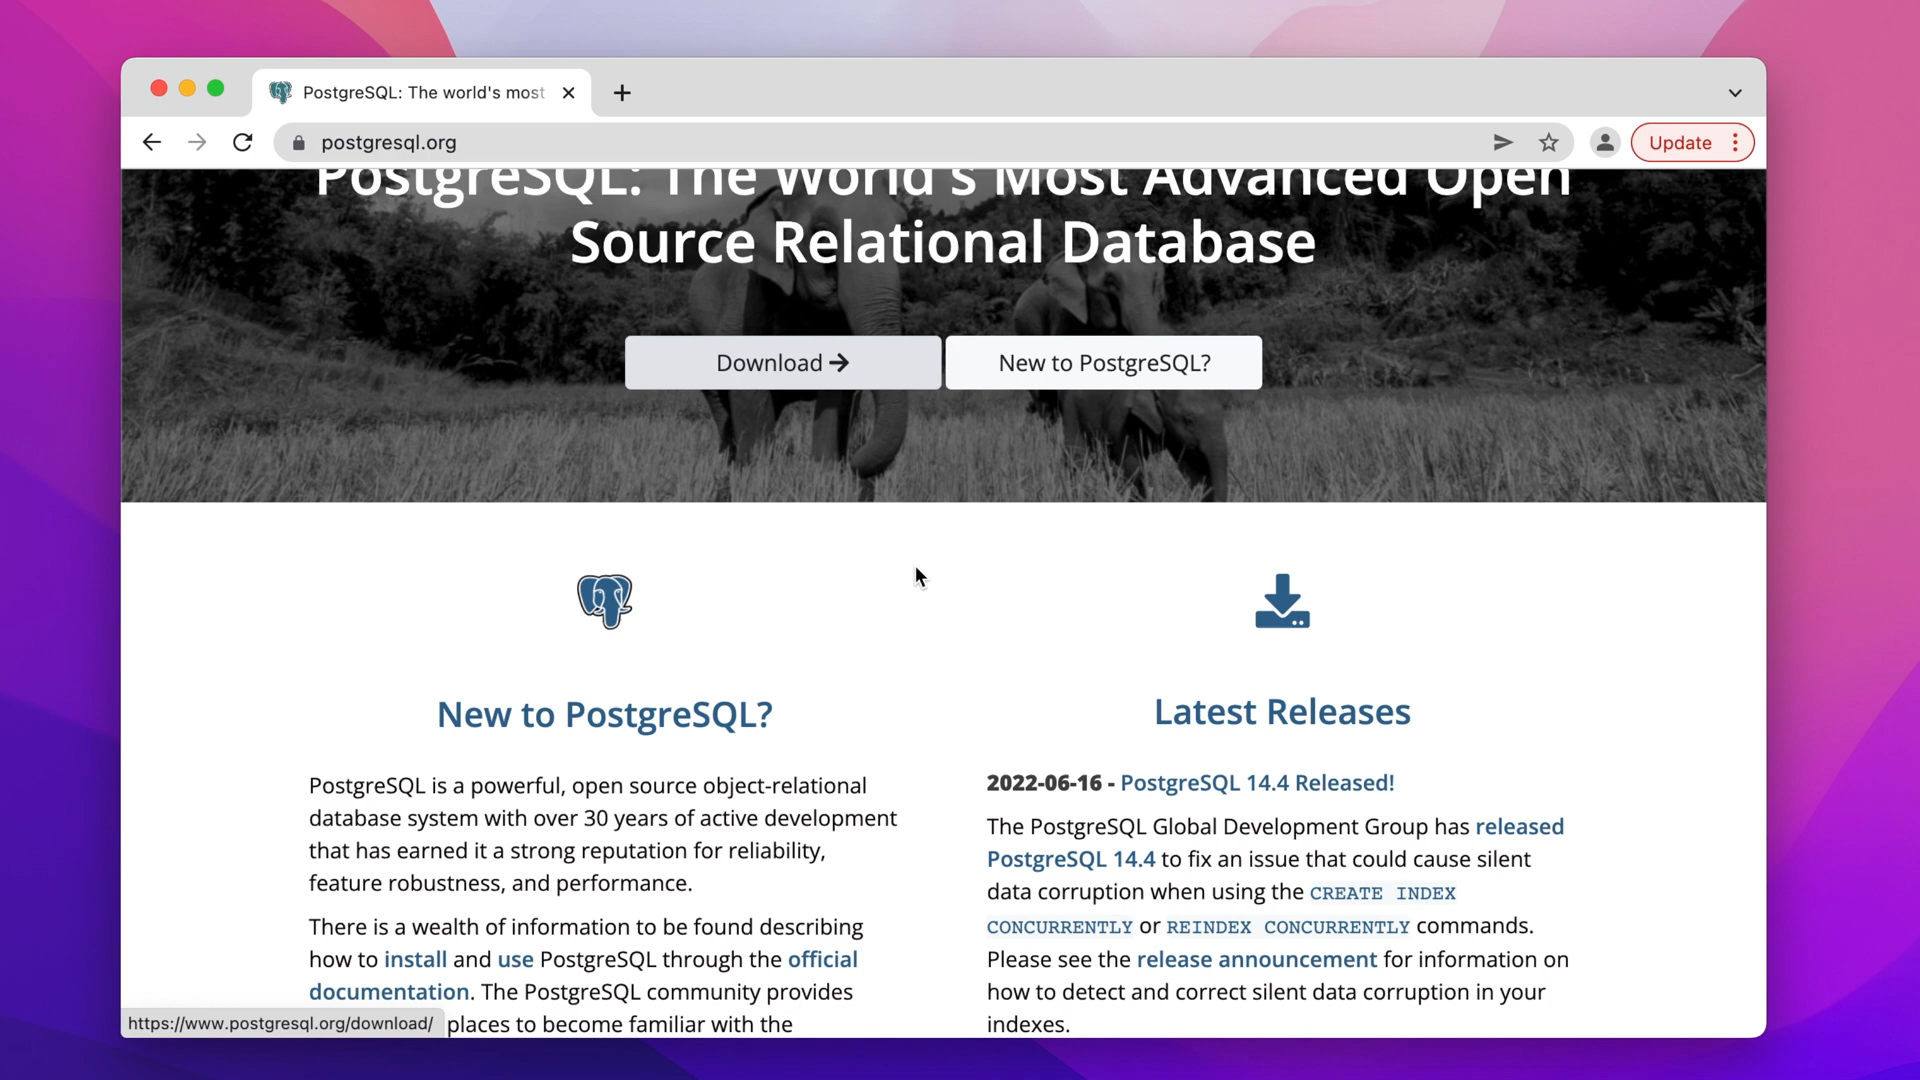 PostgreSQL: The world's most
postgresql.org
Update
PostgreSQL: The World's Most Advanced Open
Source Relational Database
Download
New to PostgreSQL?
New to PostgreSQL?
PostgreSQL is a powerful, open source object-relational
database system with over 30 years of active development
that has earned it a strong reputation for reliability,
feature robustness, and performance.
There is a wealth of information to be found describing
how to install and use PostgreSQL through the official
documentation. The PostgreSQL community provides
places to become familiar with the
Latest Releases
2022-06-16 - PostgreSQL 14.4 Released!
The PostgreSQL Global Development Group has released
PostgreSQL 14.4 to fix an issue that could cause silent
data corruption when using the CREATE INDEX
CONCURRENTLY or REINDEX CONCURRENTLY commands.
Please see the release announcement for information on
how to detect and correct silent data corruption in your
indexes.
https://www.postgresql.org/download/